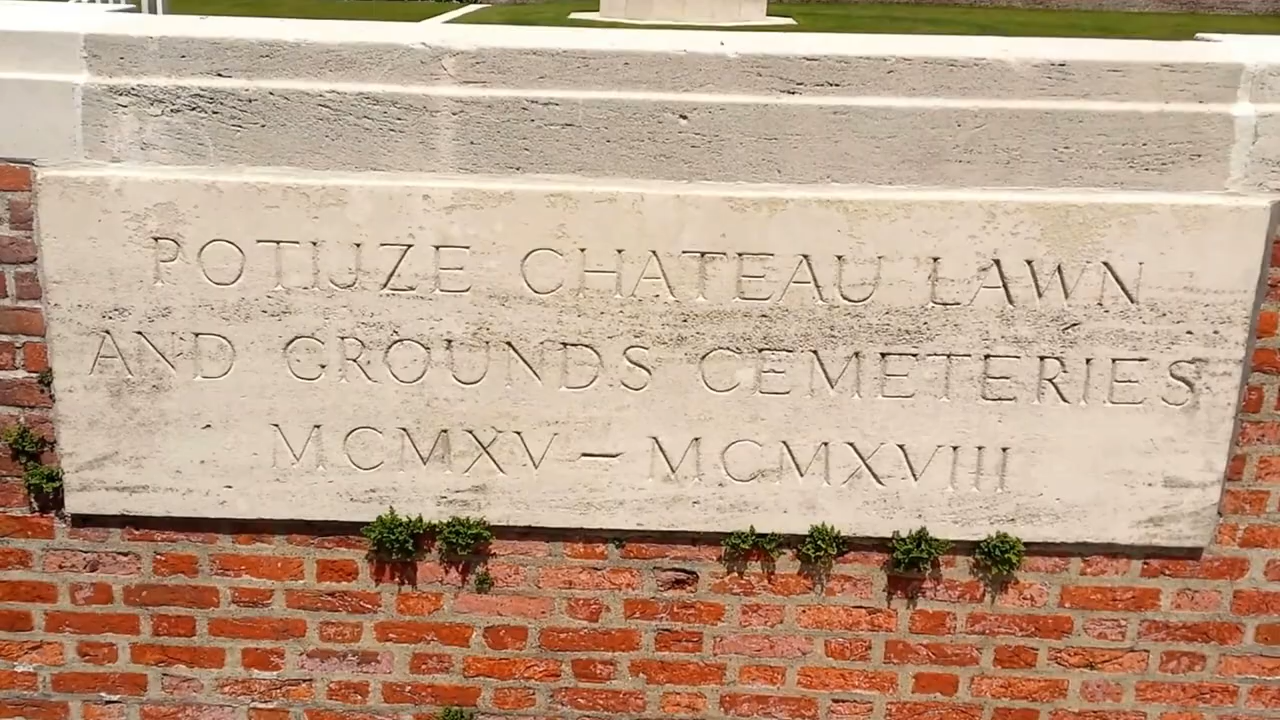 POTIJZE CHATEAU LAWN
AND GROUNDS CEMETERIES
MCMXV — MCMXVIII